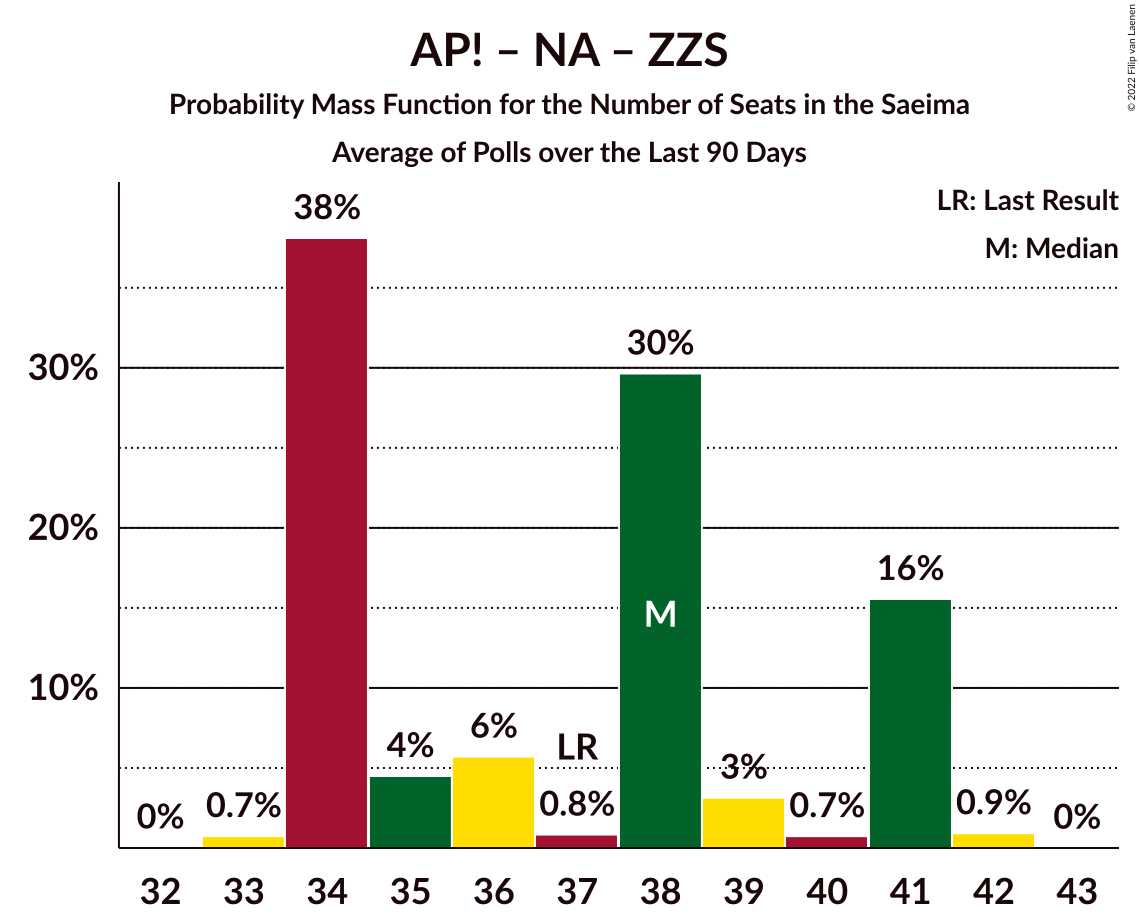 AP! – NA – ZZS
Probability Mass Function for the Number of Seats in the Saeima
Average of Polls over the Last 90 Days
© 2022 Filip van Laenen
LR: Last Result
M: Median
38%
30%
30%
20%
16%
M
10%
6%
4%
LR
3%
0%
0.7%
0.8%
0.7%
0.9%
0%
32 33 34 35 36 37 38 39 40 41 42 43